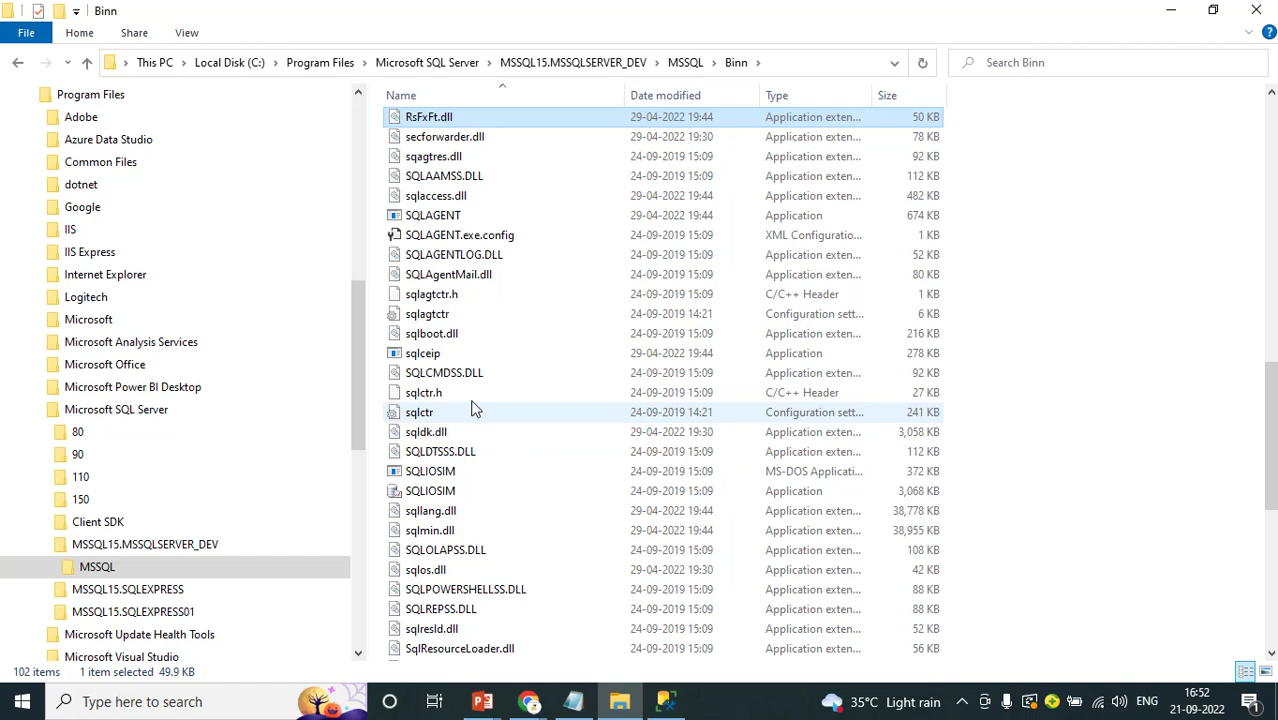 Binn
File Home Share View
This PC > Local Disk (C:) > Program Files > Microsoft SQL Server > MSSQL15.MSSQLSERVER_DEV > MSSQL > Binn >
Search Binn
Program Files
Adobe
Azure Data Studio
Common Files
dotnet
Google
IIS
IIS Express
Internet Explorer
Logitech
Microsoft
Microsoft Analysis Services
Microsoft Office
Microsoft Power BI Desktop
Microsoft SQL Server
80
90
110
150
Client SDK
MSSQL15.MSSQLSERVER_DEV
MSSQL
MSSQL15.SQLEXPRESS
MSSQL15.SQLEXPRESS01
Microsoft Update Health Tools
Microsoft Visual Studio
Name Date modified Type Size
RsFxFt.dll 29-04-2022 19:44 Application exten... 50 KB
secforwarder.dll 29-04-2022 19:30 Application exten... 78 KB
sqagtres.dll 24-09-2019 15:09 Application exten... 92 KB
SQLAAMSS.DLL 24-09-2019 15:09 Application exten... 112 KB
sqlaccess.dll 29-04-2022 19:44 Application exten... 482 KB
SQLAGENT 29-04-2022 19:44 Application 674 KB
SQLAGENT.exe.config 24-09-2019 15:09 XML Configuratio... 1 KB
SQLAGENTLOG.DLL 24-09-2019 15:09 Application exten... 52 KB
SQLAgentMail.dll 24-09-2019 15:09 Application exten... 80 KB
sqlagtctr.h 24-09-2019 15:09 C/C++ Header 1 KB
sqlagtctr 24-09-2019 14:21 Configuration sett... 6 KB
sqlboot.dll 24-09-2019 15:09 Application exten... 216 KB
sqlceip 29-04-2022 19:44 Application 278 KB
SQLCMDSS.DLL 24-09-2019 15:09 Application exten... 92 KB
sqlctr.h 24-09-2019 15:09 C/C++ Header 27 KB
sqlctr 24-09-2019 14:21 Configuration sett... 241 KB
sqldk.dll 29-04-2022 19:30 Application exten... 3,058 KB
SQLDTSSS.DLL 24-09-2019 15:09 Application exten... 112 KB
SQLIOSIM 24-09-2019 15:09 MS-DOS Applicati... 372 KB
SQLIOSIM 24-09-2019 15:09 Application 3,068 KB
sqllang.dll 29-04-2022 19:44 Application exten... 38,778 KB
sqlmin.dll 29-04-2022 19:44 Application exten... 38,955 KB
SQLOLAPSS.DLL 24-09-2019 15:09 Application exten... 108 KB
sqlos.dll 29-04-2022 19:30 Application exten... 42 KB
SQLPOWERSHELLSS.DLL 24-09-2019 15:09 Application exten... 88 KB
SQLREPSS.DLL 24-09-2019 15:09 Application exten... 88 KB
sqlresld.dll 24-09-2019 15:09 Application exten... 52 KB
SqlResourceLoader.dll 24-09-2019 15:09 Application exten... 56 KB
102 items 1 item selected 49.9 KB
Type here to search
35°C Light rain
ENG
16:52
21-09-2022
1